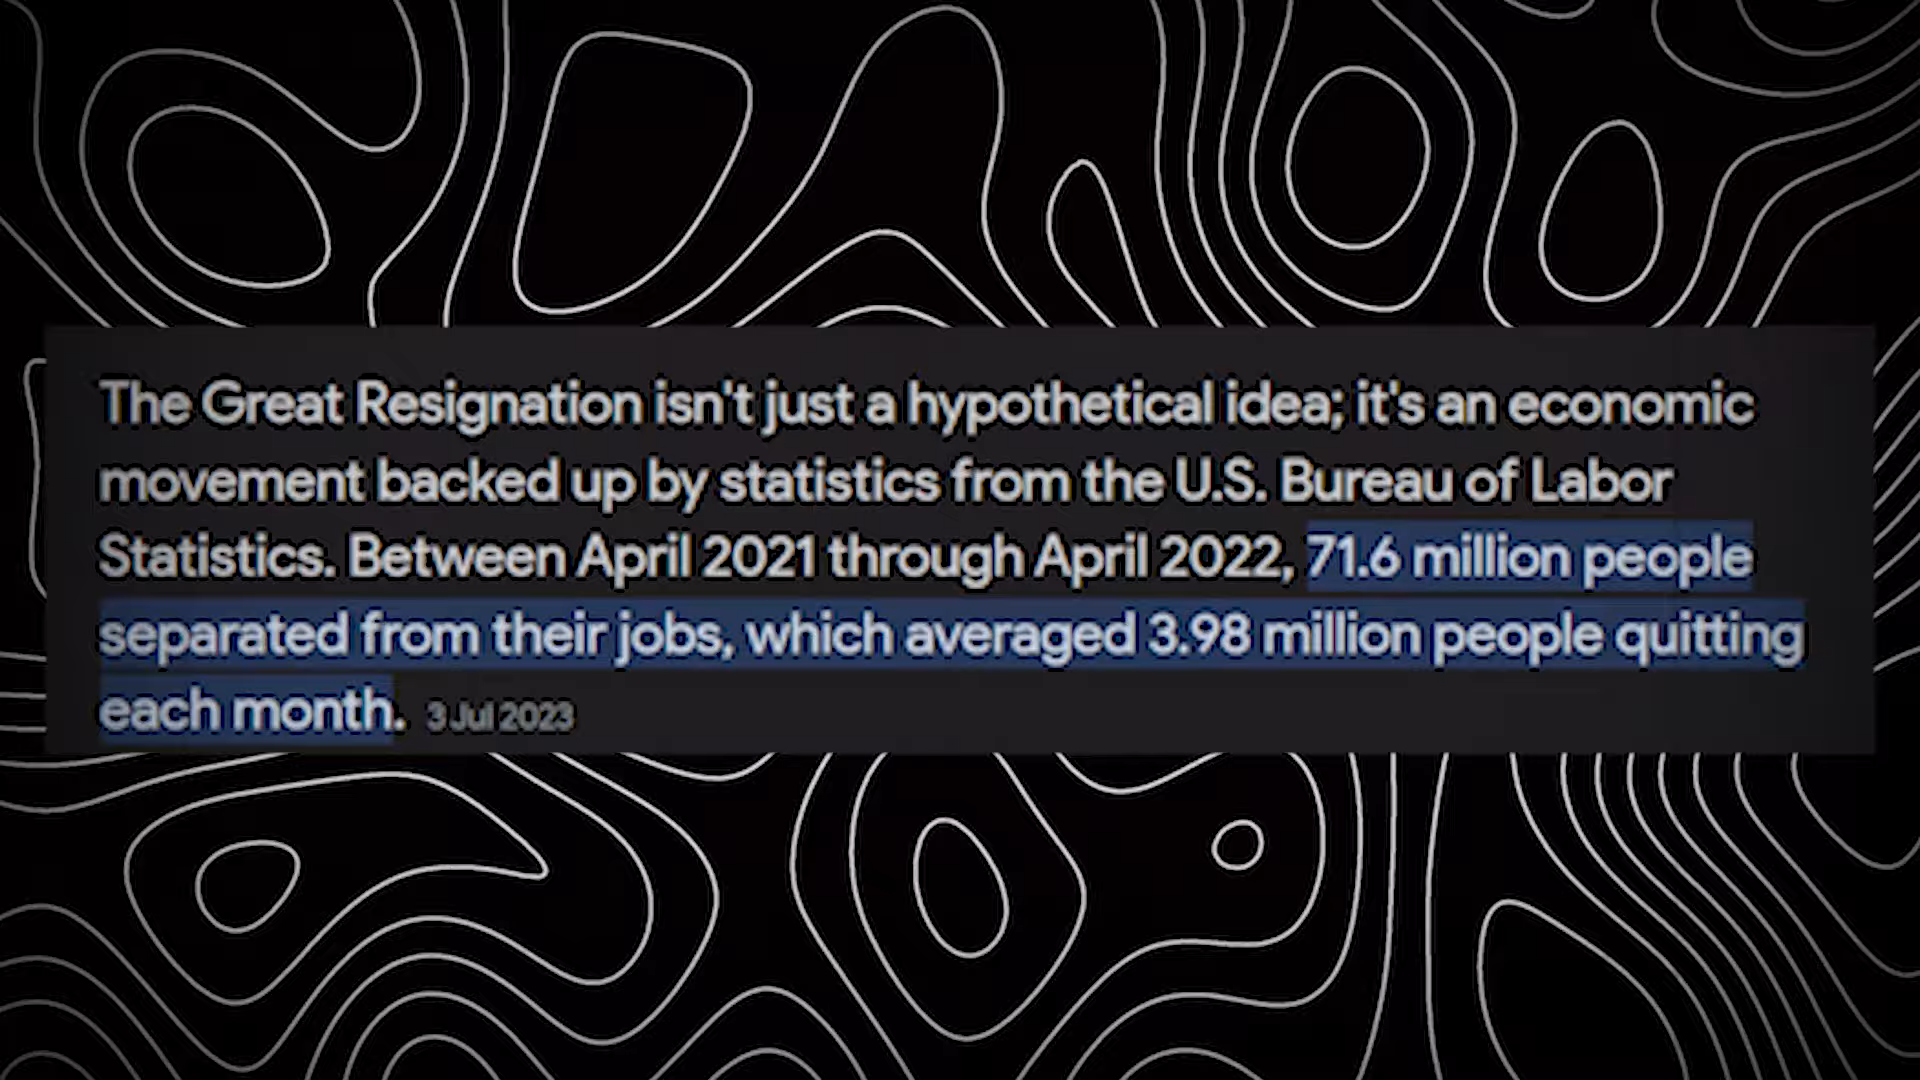 The Great Resignation isn't just a hypothetical idea; it's an economic
movement backed up by statistics from the U.S. Bureau of Labor
Statistics. Between April 2021 through April 2022, 71.6 million people
separated from their jobs, which averaged 3.98 million people quitting
each month. 3 Jul 2023